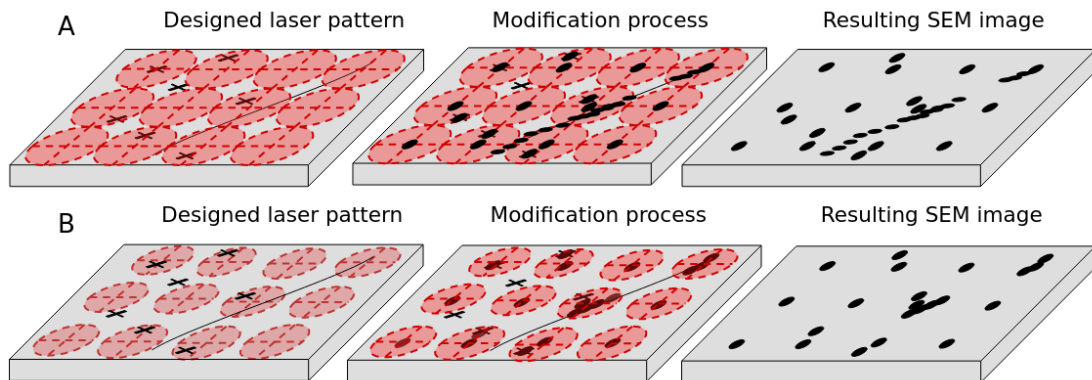 A
Designed laser pattern
Modification process
Resulting SEM image
B
Designed laser pattern
Modification process
Resulting SEM image